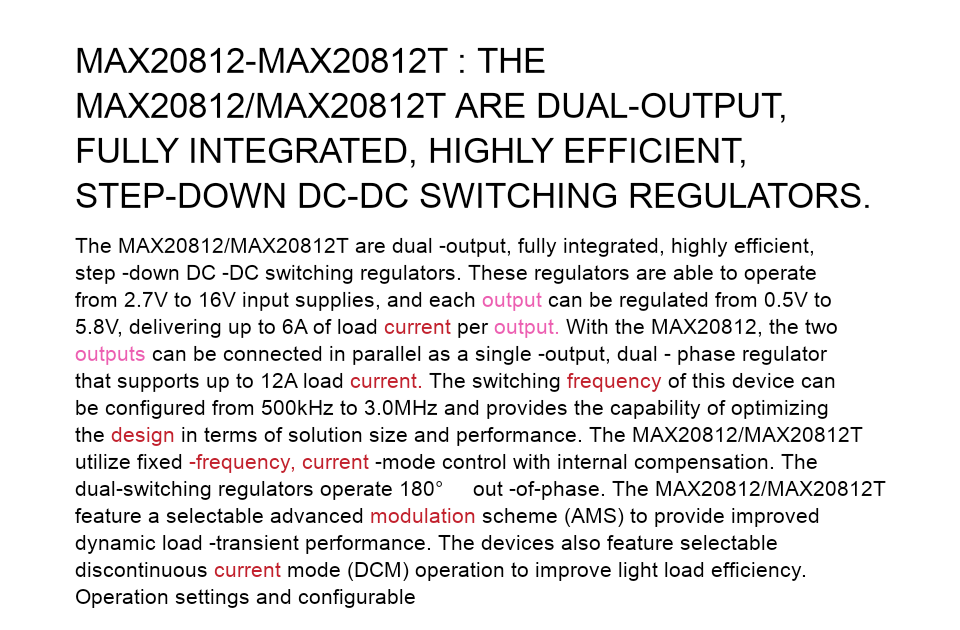 MAX20812-MAX20812T : THE
MAX20812/MAX20812T ARE DUAL-OUTPUT,
FULLY INTEGRATED, HIGHLY EFFICIENT,
STEP-DOWN DC-DC SWITCHING REGULATORS.
The MAX20812/MAX20812T are dual -output, fully integrated, highly efficient,
step -down DC -DC switching regulators. These regulators are able to operate
from 2.7V to 16V input supplies, and each output can be regulated from 0.5V to
5.8V, delivering up to 6A of load current per output. With the MAX20812, the two
outputs can be connected in parallel as a single -output, dual - phase regulator
that supports up to 12A load current. The switching frequency of this device can
be configured from 500kHz to 3.0MHz and provides the capability of optimizing
the design in terms of solution size and performance. The MAX20812/MAX20812T
utilize fixed -frequency, current -mode control with internal compensation. The
dual-switching regulators operate 180° out -of-phase. The MAX20812/MAX20812T
feature a selectable advanced modulation scheme (AMS) to provide improved
dynamic load -transient performance. The devices also feature selectable
discontinuous current mode (DCM) operation to improve light load efficiency.
Operation settings and configurable